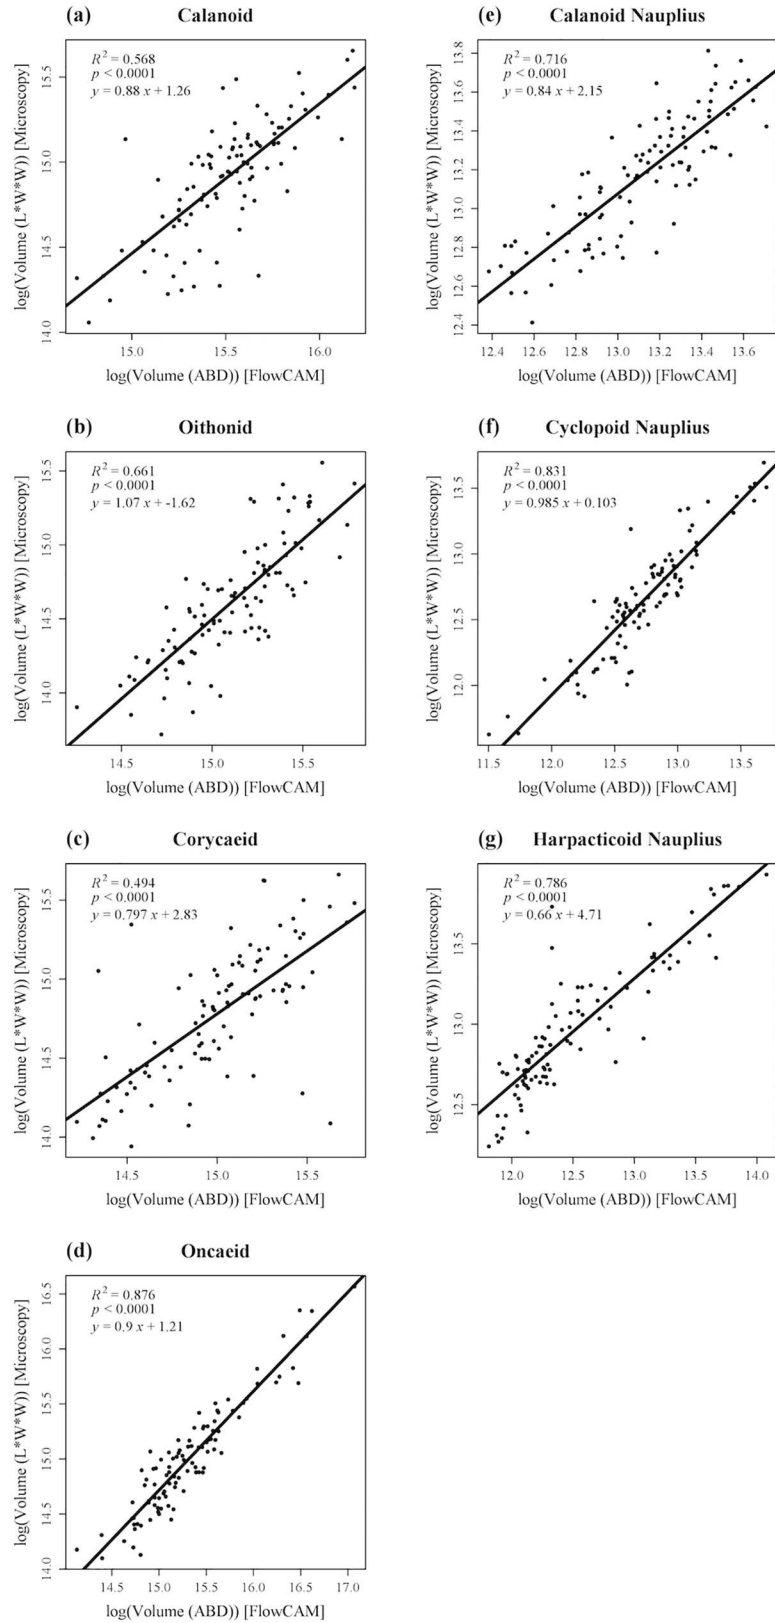 (a) Calanoid
R² = 0.568
p < 0.0001
y = 0.88 x + 1.26
log(Volume (L*W*W)) [Microscopy]
14.0 14.5 15.0 15.5
15.0 15.5 16.0
log(Volume (ABD)) [FlowCAM]
(b) Oithonid
R² = 0.661
p < 0.0001
y = 1.07 x + -1.62
log(Volume (L*W*W)) [Microscopy]
14.0 14.5 15.0 15.5
14.5 15.0 15.5
log(Volume (ABD)) [FlowCAM]
(c) Corycaeid
R² = 0.494
p < 0.0001
y = 0.797 x + 2.83
log(Volume (L*W*W)) [Microscopy]
14.0 14.5 15.0 15.5
14.5 15.0 15.5
log(Volume (ABD)) [FlowCAM]
(d) Oncaeid
R² = 0.876
p < 0.0001
y = 0.9 x + 1.21
log(Volume (L*W*W)) [Microscopy]
14.0 14.5 15.0 15.5 16.0 16.5
14.5 15.0 15.5 16.0 16.5 17.0
log(Volume (ABD)) [FlowCAM]
(e) Calanoid Nauplius
R² = 0.716
p < 0.0001
y = 0.84 x + 2.15
log(Volume (L*W*W)) [Microscopy]
12.4 12.6 12.8 13.0 13.2 13.4 13.6 13.8
12.4 12.6 12.8 13.0 13.2 13.4 13.6
log(Volume (ABD)) [FlowCAM]
(f) Cyclopoid Nauplius
R² = 0.831
p < 0.0001
y = 0.985 x + 0.103
log(Volume (L*W*W)) [Microscopy]
12.0 12.5 13.0 13.5
11.5 12.0 12.5 13.0 13.5
log(Volume (ABD)) [FlowCAM]
(g) Harpacticoid Nauplius
R² = 0.786
p < 0.0001
y = 0.66 x + 4.71
log(Volume (L*W*W)) [Microscopy]
12.5 13.0 13.5
12.0 12.5 13.0 13.5 14.0
log(Volume (ABD)) [FlowCAM]